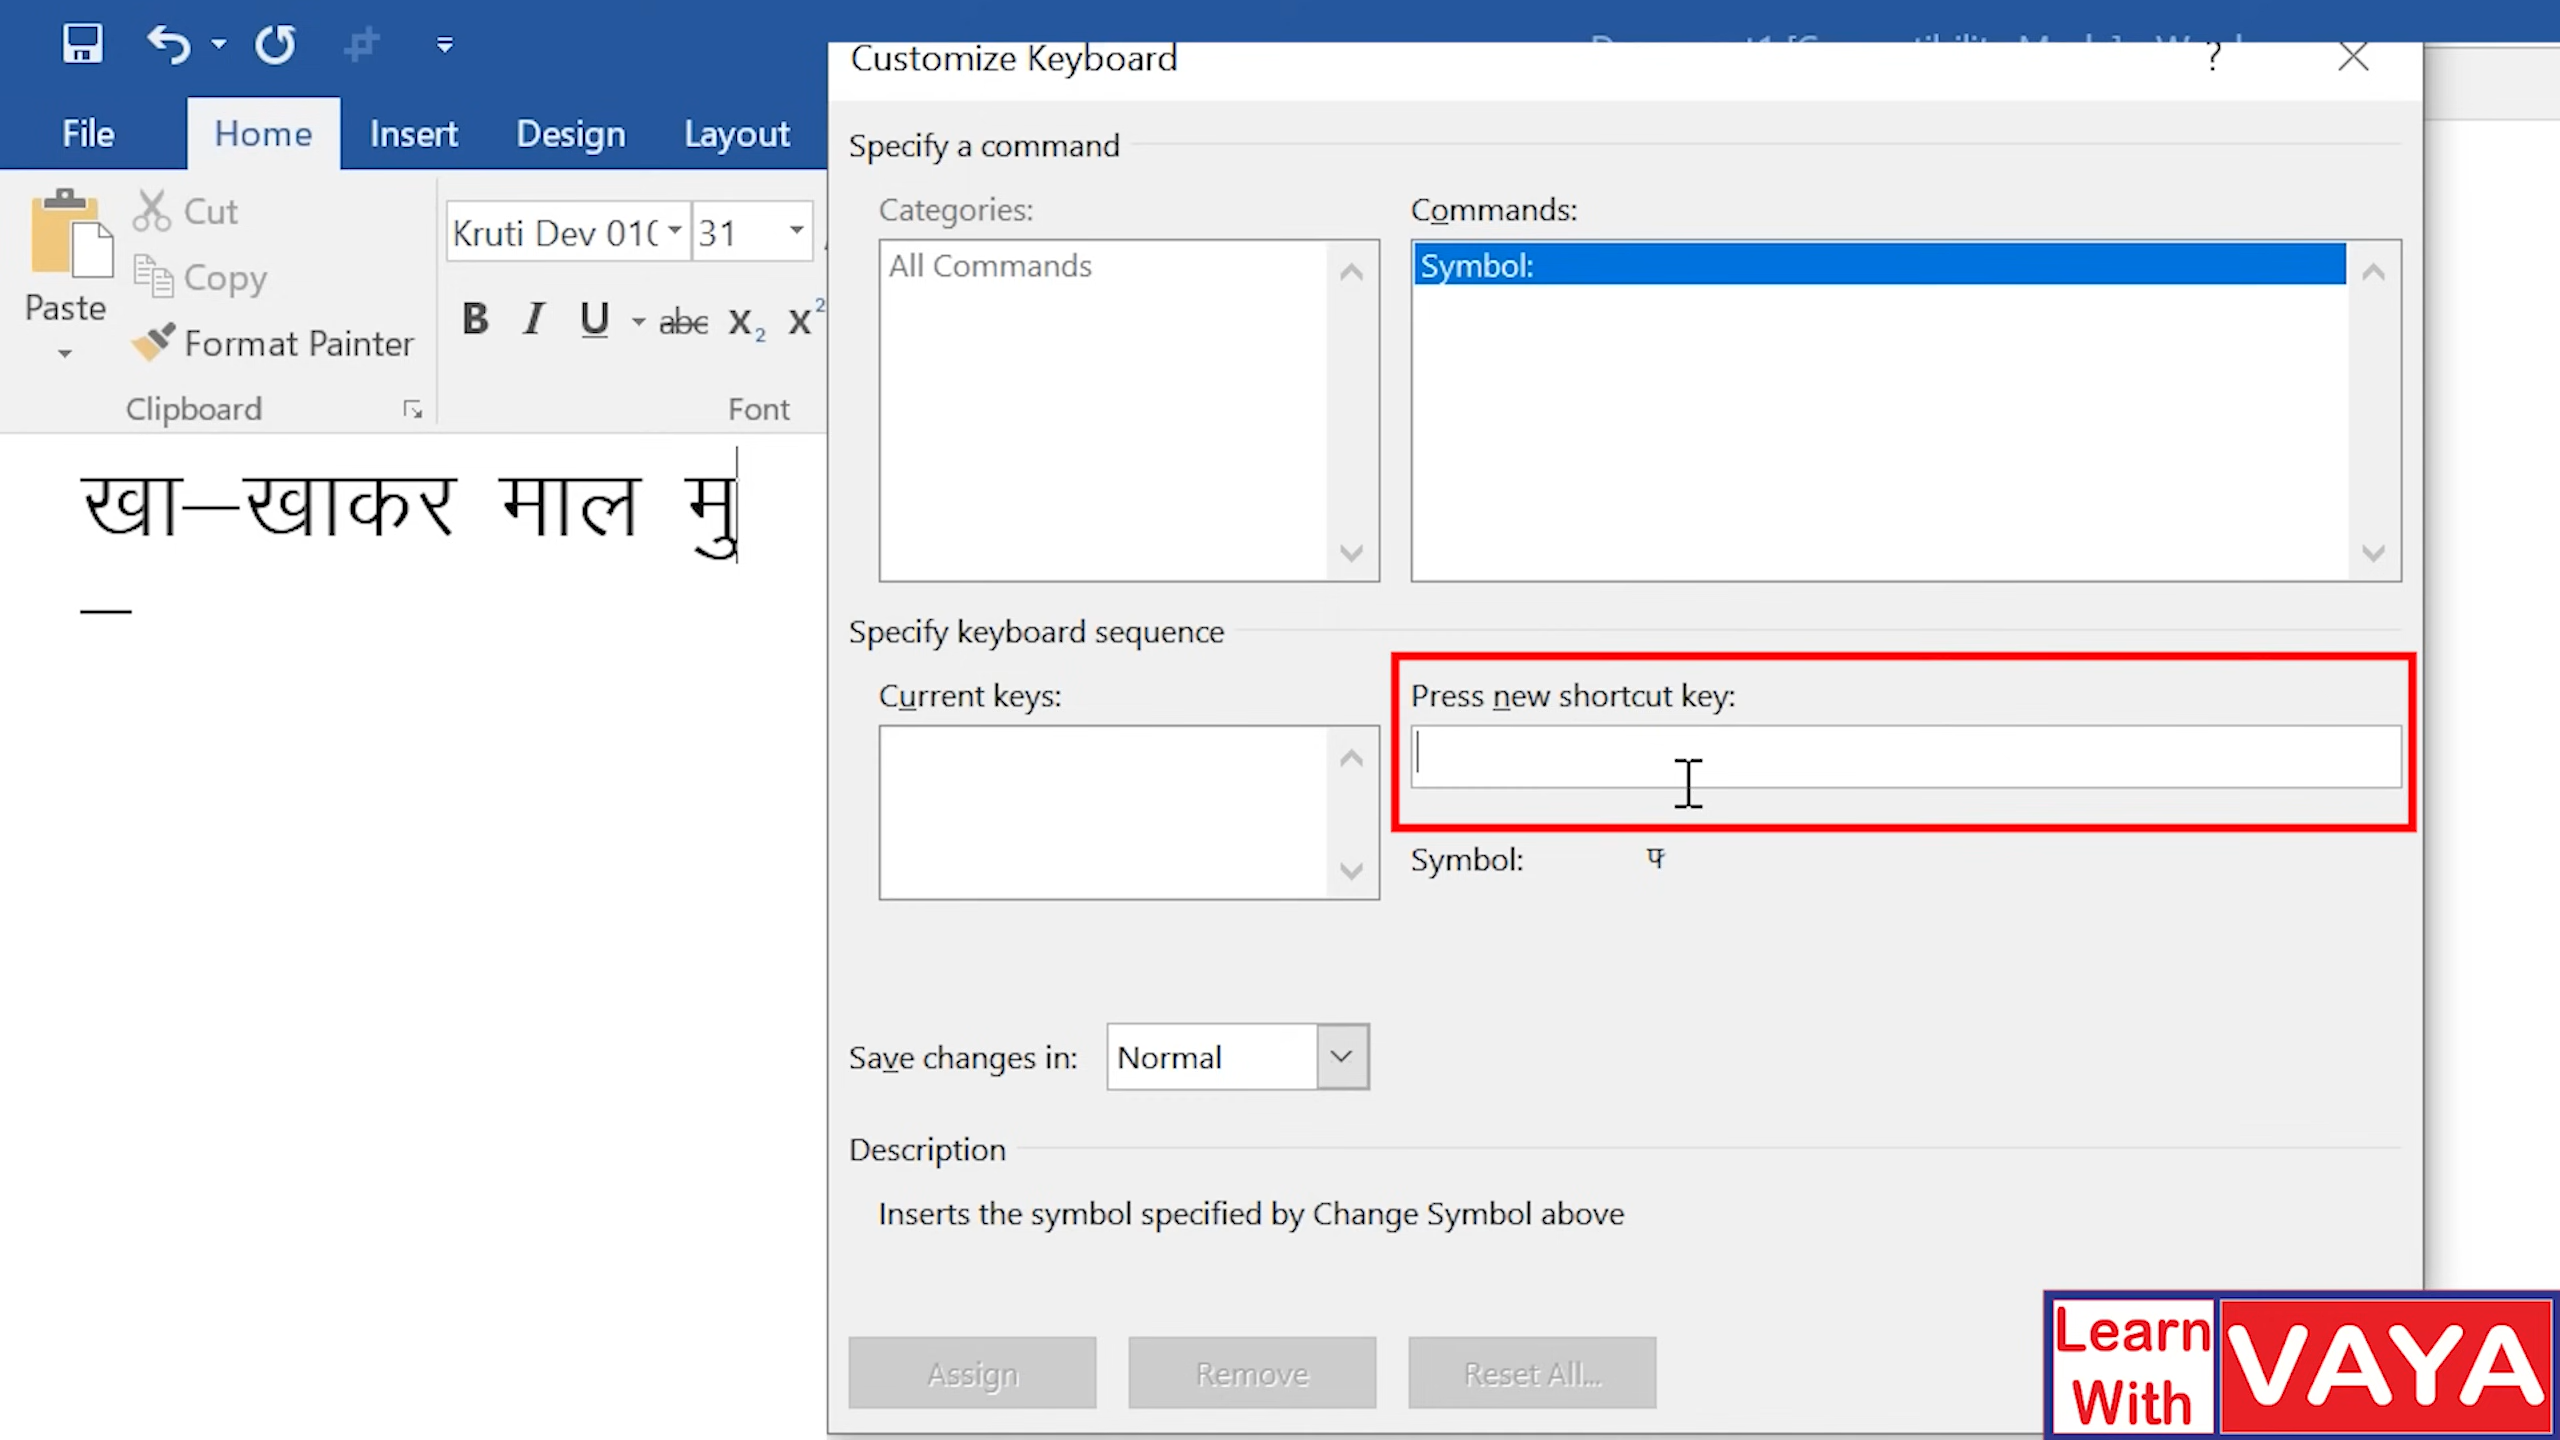 Customize Keyboard
?
File Home Insert Design Layout
Specify a command
Categories:
Commands:
All Commands
Symbol:
Paste
Cut
Copy
Format Painter
Clipboard
Kruti Dev 010
31
B I U abc X2 X2
Font
खा–खाकर माल मु
–
Specify keyboard sequence
Current keys:
Press new shortcut key:
Symbol:
Save changes in: Normal
Description
Inserts the symbol specified by Change Symbol above
Assign Remove Reset All...
Learn With VAYA